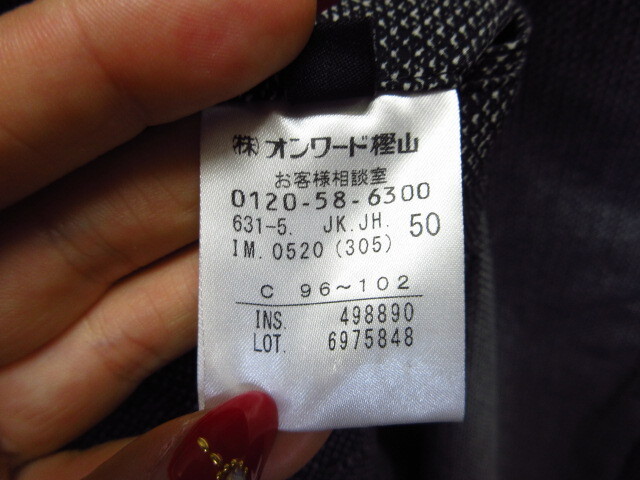 (株)オンワード樫山
お客様相談室
0120-58-6300
631-5. JK.JH. 50
IM. 0520 (305)
C 96~102
INS. 498890
LOT. 6975848